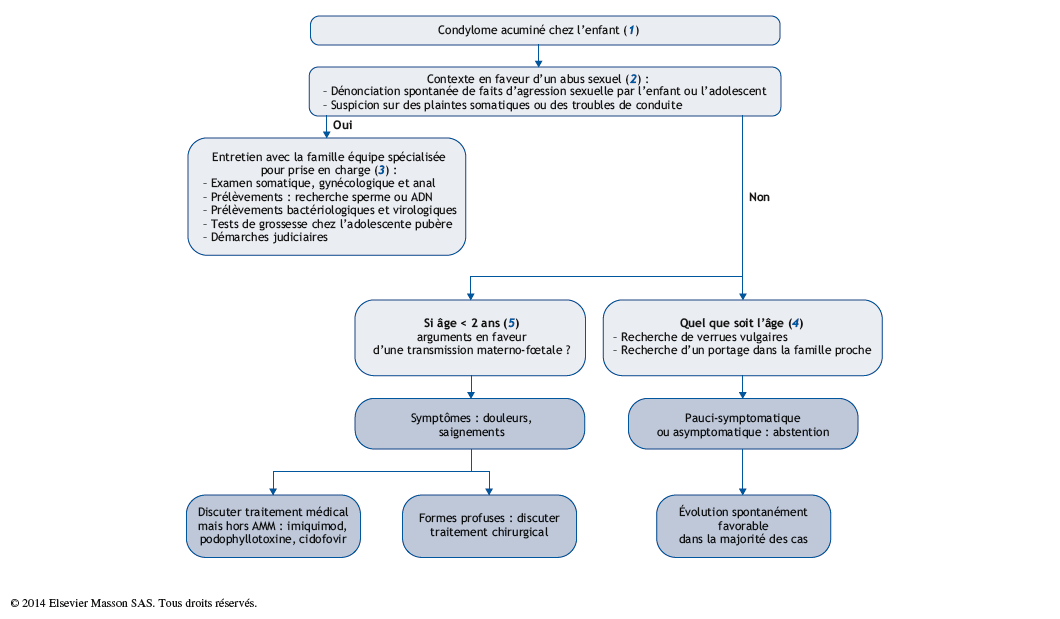 Condylome acuminé chez l’enfant (1)
Contexte en faveur d’un abus sexuel (2) :
– Dénonciation spontanée de faits d’agression sexuelle par l’enfant ou l’adolescent
– Suspicion sur des plaintes somatiques ou des troubles de conduite
Oui
Entretien avec la famille équipe spécialisée
pour prise en charge (3) :
– Examen somatique, gynécologique et anal
– Prélèvements : recherche sperme ou ADN
– Prélèvements bactériologiques et virologiques
– Tests de grossesse chez l’adolescente pubère
– Démarches judiciaires
Non
Si âge < 2 ans (5)
arguments en faveur
d’une transmission materno-fœtale ?
Quel que soit l’âge (4)
– Recherche de verrues vulgaires
– Recherche d’un portage dans la famille proche
Symptômes : douleurs,
saignements
Pauci-symptomatique
ou asymptomatique : abstention
Discuter traitement médical
mais hors AMM : imiquimod,
podophyllotoxine, cidofovir
Formes profuses : discuter
traitement chirurgical
Évolution spontanément
favorable
dans la majorité des cas
© 2014 Elsevier Masson SAS. Tous droits réservés.